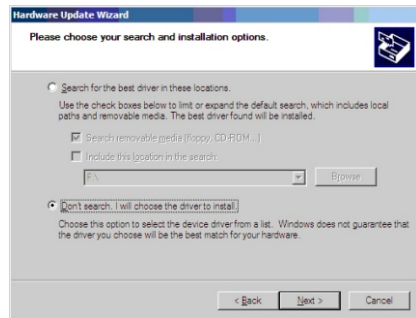 Hardware Update Wizard
Please choose your search and installation options.
Search for the best driver in these locations.
Use the check boxes below to limit or expand the default search, which includes local
paths and removable media. The best driver found will be installed.
Search removable media (floppy, CD-ROM...)
Include this location in the search:
F:\
Browse
Don't search. I will choose the driver to install.
Choose this option to select the device driver from a list. Windows does not guarantee that
the driver you choose will be the best match for your hardware.
< Back Next > Cancel